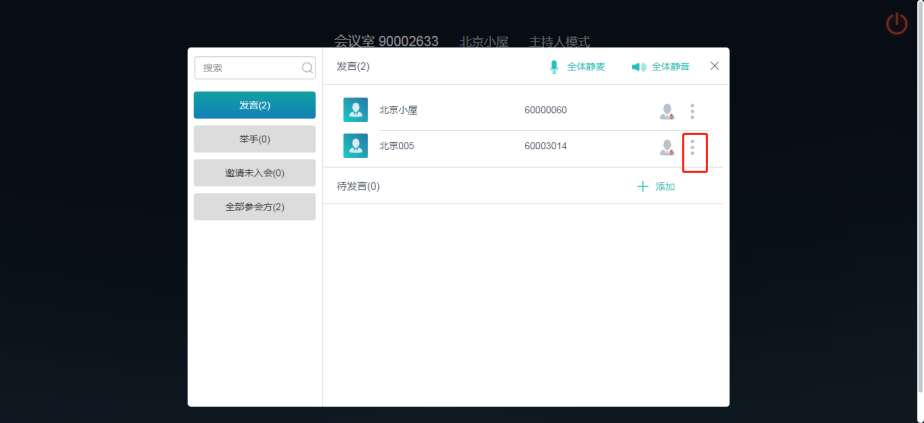 会议室 90002633 北京小屋 主持人模式
搜索
发言(2)
举手(0)
邀请未入会(0)
全部参会方(2)
发言(2) 全体静麦 全体静音
北京小屋 60000060
北京005 60003014
待发言(0) 添加